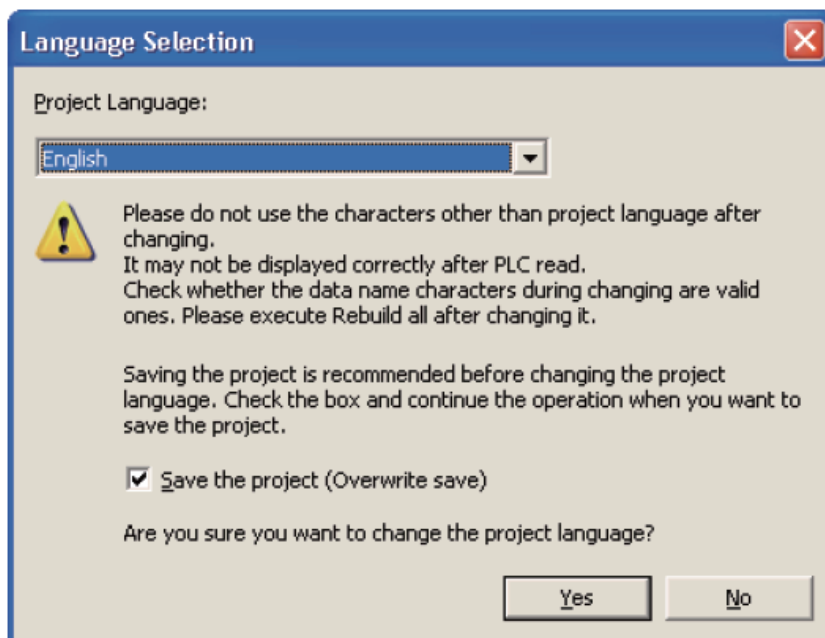 Language Selection
Project Language:
English
Please do not use the characters other than project language after
changing.
It may not be displayed correctly after PLC read.
Check whether the data name characters during changing are valid
ones. Please execute Rebuild all after changing it.
Saving the project is recommended before changing the project
language. Check the box and continue the operation when you want to
save the project.
Save the project (Overwrite save)
Are you sure you want to change the project language?
Yes No